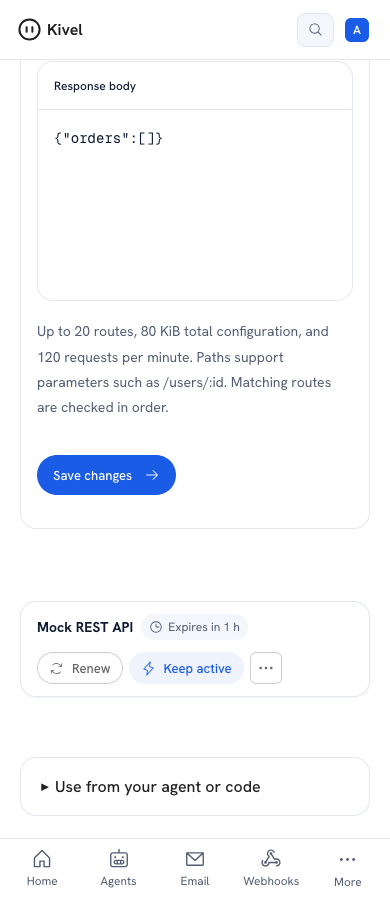 Kivel
A
Response body
{"orders":[]}
Up to 20 routes, 80 KiB total configuration, and
120 requests per minute. Paths support
parameters such as /users/:id. Matching routes
are checked in order.
Save changes
Mock REST API
Expires in 1 h
Renew
Keep active
Use from your agent or code
Home
Agents
Email
Webhooks
More